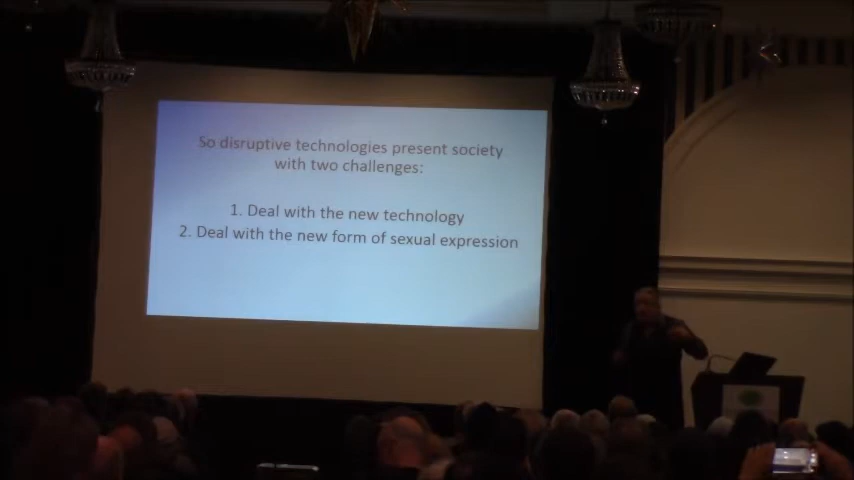 So disruptive technologies present society
with two challenges:
1. Deal with the new technology
2. Deal with the new form of sexual expression